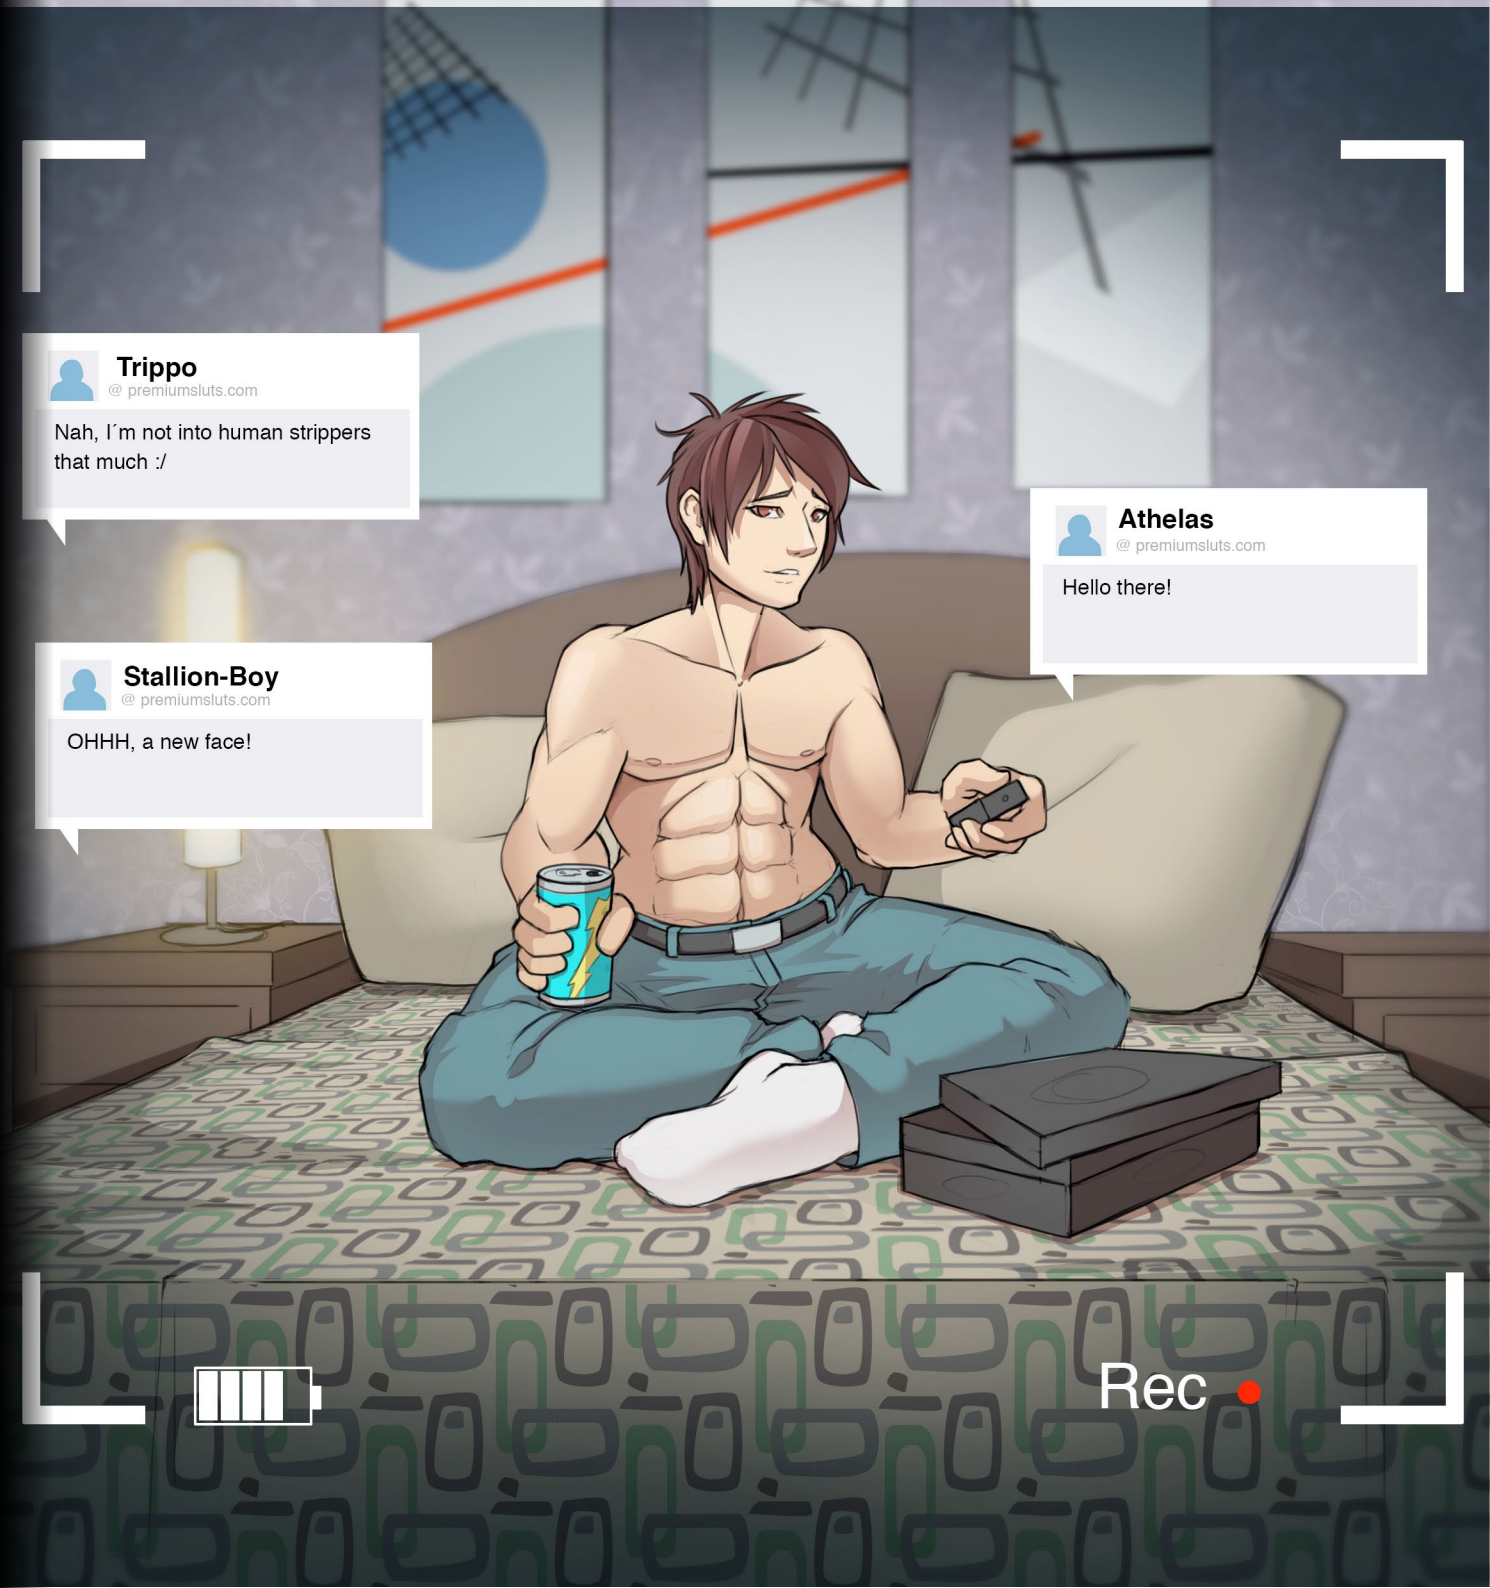 Trippo
@ premiumsluts.com
Nah, I´m not into human strippers
that much :/
Athelas
@ premiumsluts.com
Hello there!
Stallion-Boy
@ premiumsluts.com
OHHH, a new face!
Rec